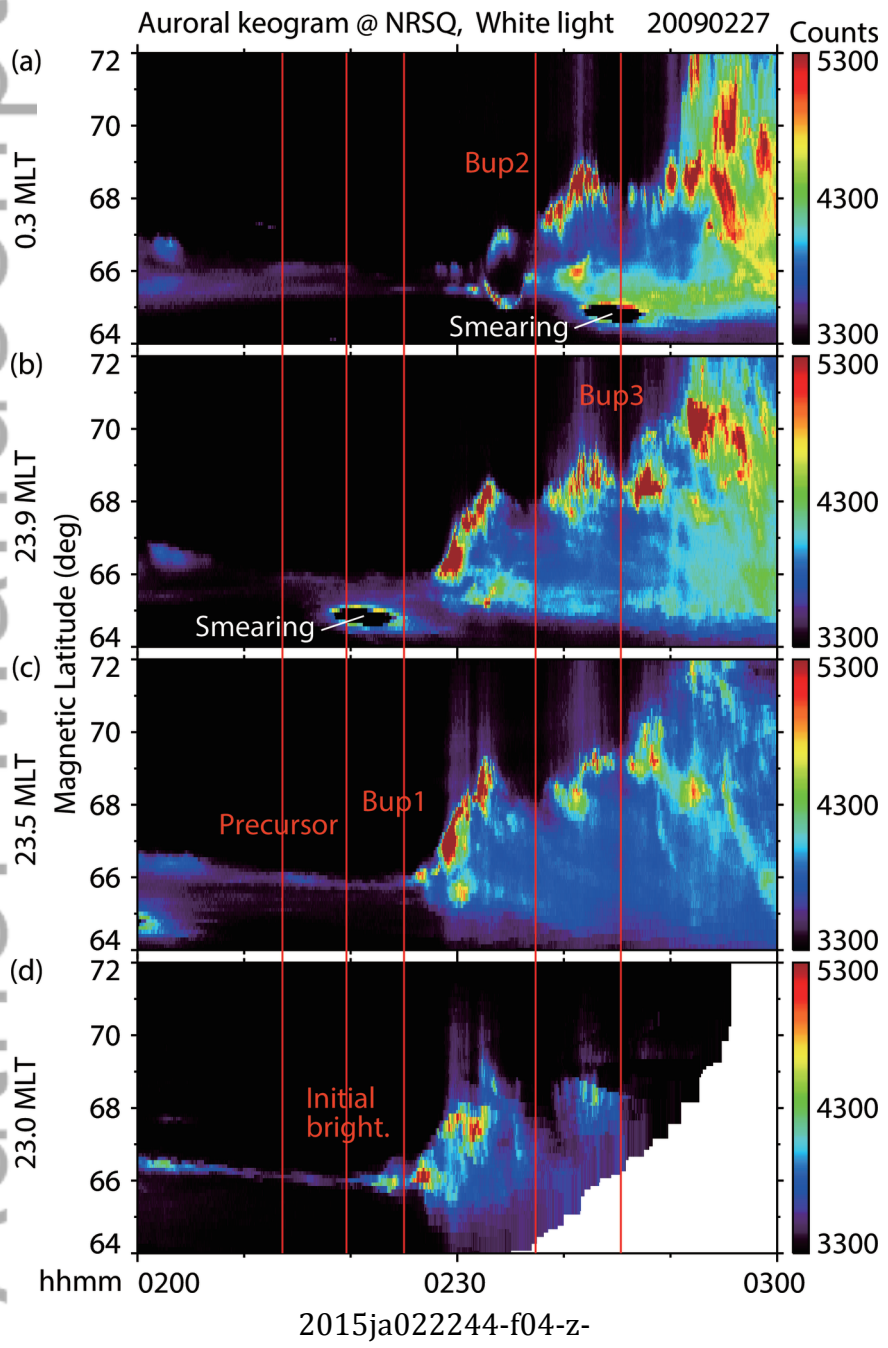 Auroral keogram @ NRSQ, White light 20090227
Counts
(a)
72
70
68
66
64
0.3 MLT
Bup2
Smearing
5300
4300
3300
(b)
72
70
68
66
64
23.9 MLT
Magnetic Latitude (deg)
Bup3
Smearing
5300
4300
3300
(c)
72
70
68
66
64
23.5 MLT
Precursor
Bup1
5300
4300
3300
(d)
72
70
68
66
64
23.0 MLT
Initial
bright.
5300
4300
3300
hhmm 0200 0230 0300
2015ja022244-f04-z-